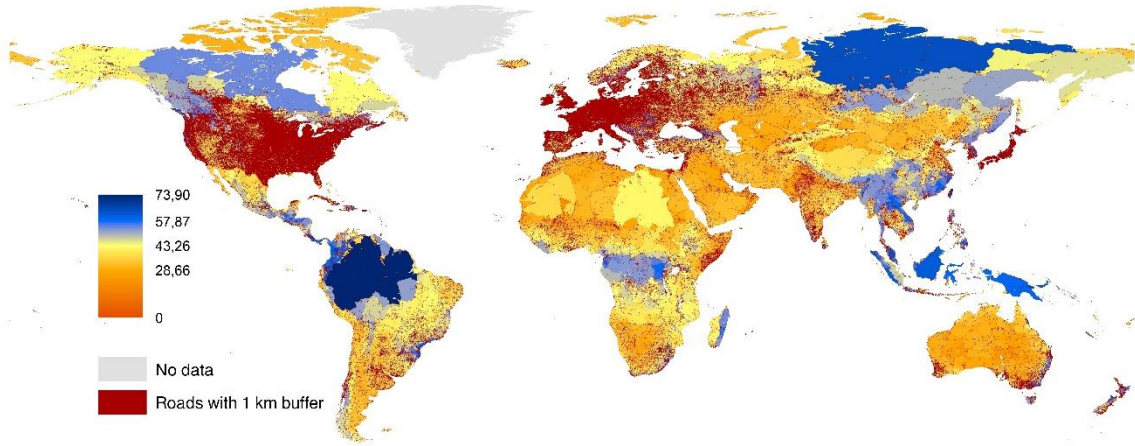 73,90
57,87
43,26
28,66
0
No data
Roads with 1 km buffer